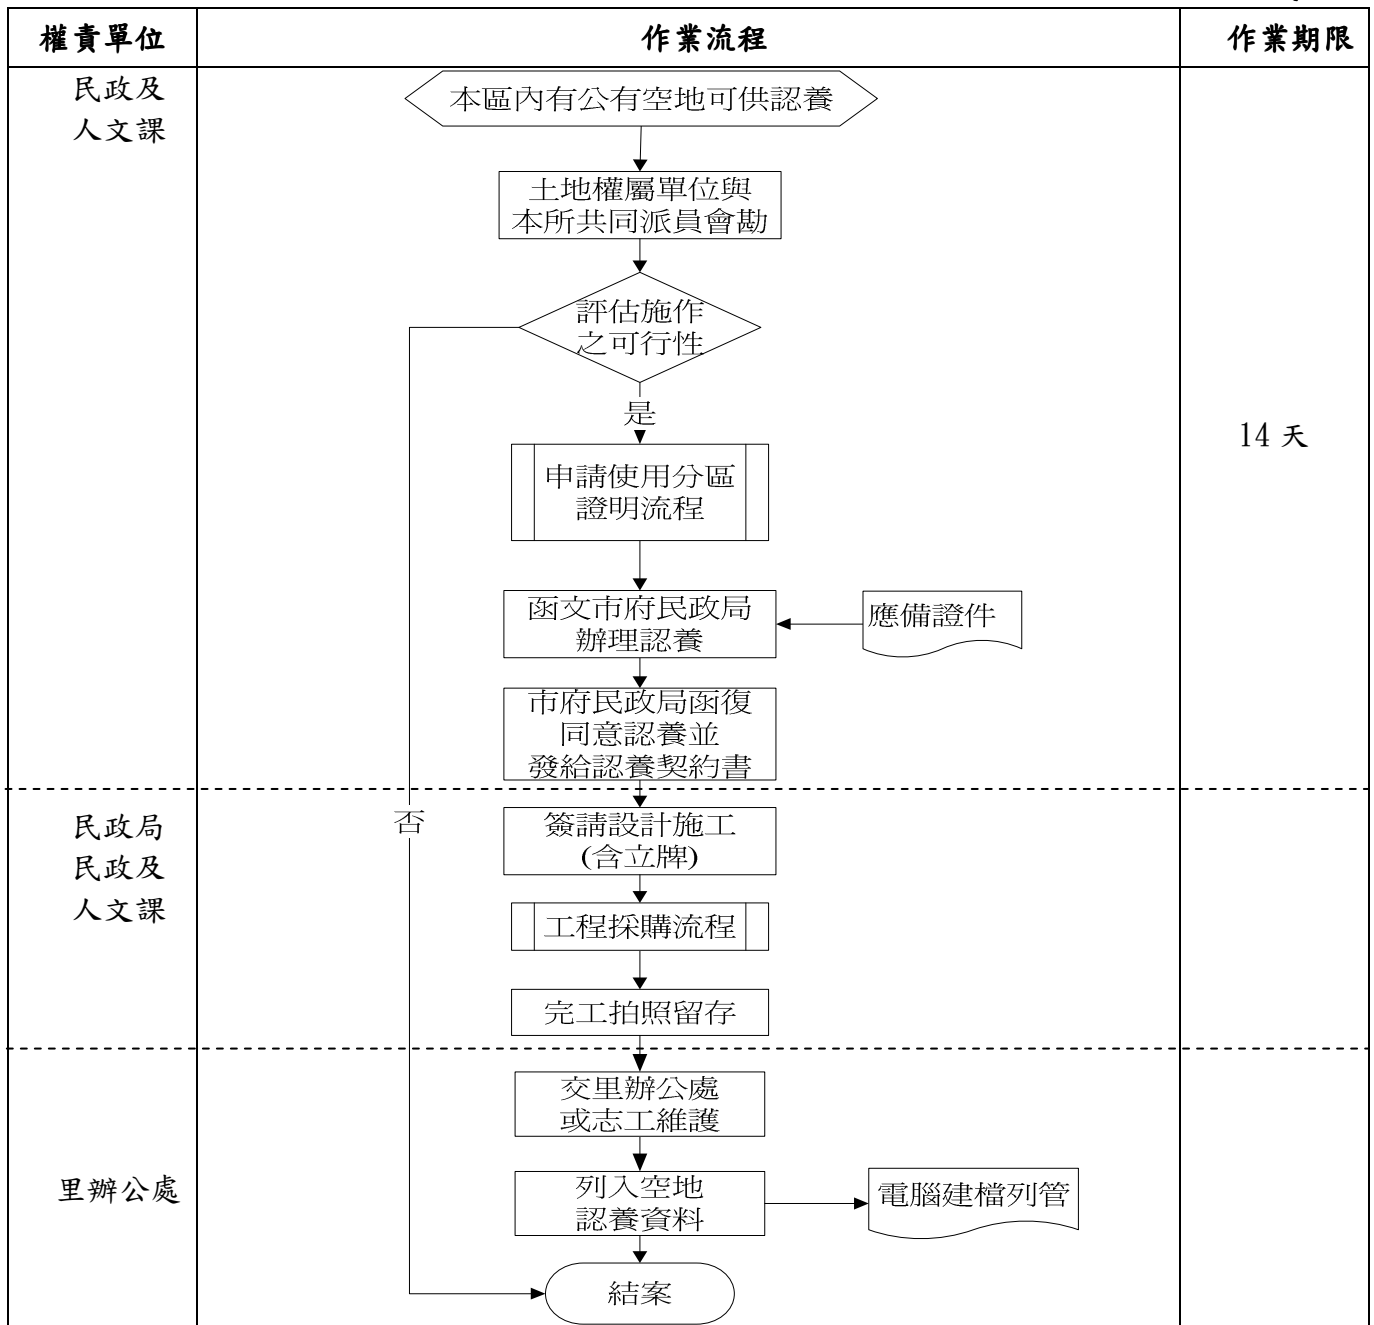 權責單位
作業流程
作業期限
民政及
人文課
本區內有公有空地可供認養
土地權屬單位與
本所共同派員會勘
評估施作
之可行性
是
14 天
申請使用分區
證明流程
函文市府民政局
辦理認養
應備證件
市府民政局函復
同意認養並
發給認養契約書
民政局
民政及
人文課
否
簽請設計施工
(含立牌)
工程採購流程
完工拍照留存
里辦公處
交里辦公處
或志工維護
列入空地
認養資料
電腦建檔列管
結案